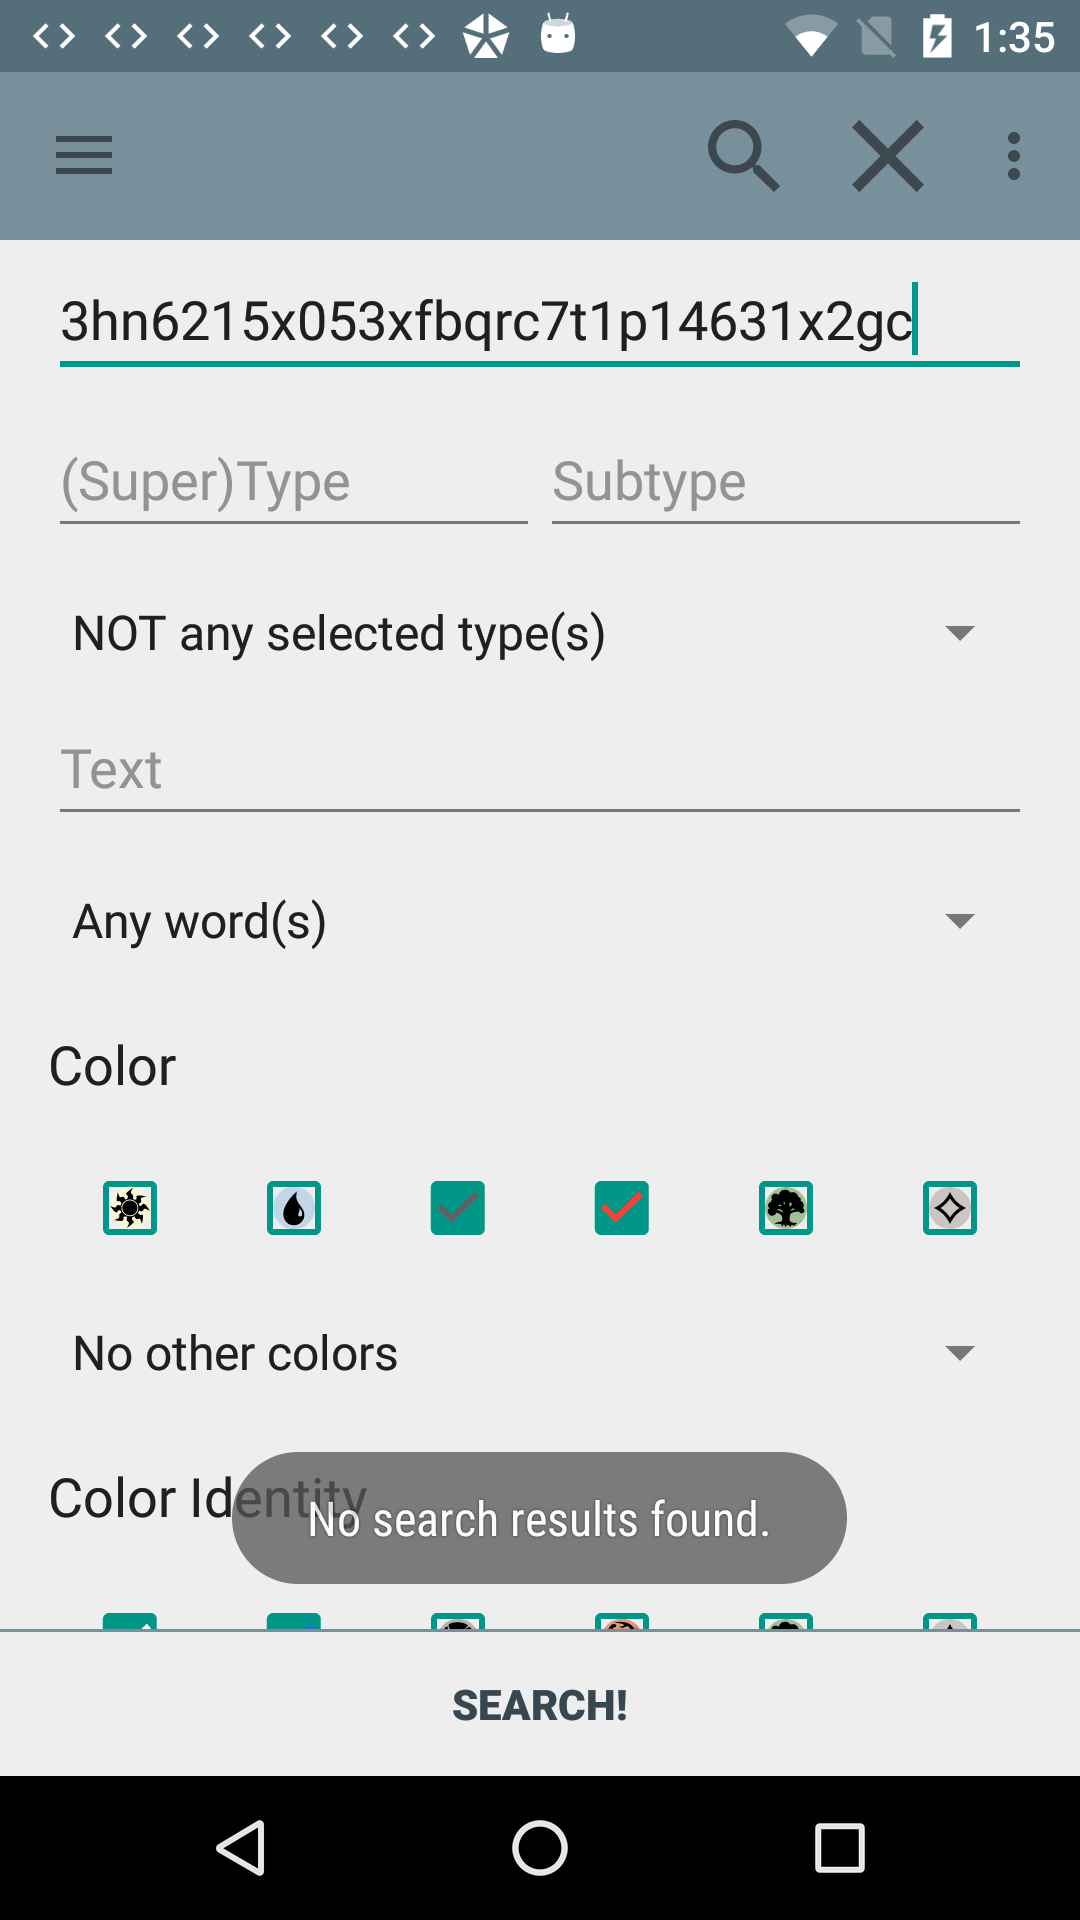 1:35
3hn6215x053xfbqrc7t1p14631x2gc
(Super)Type Subtype
NOT any selected type(s)
Text
Any word(s)
Color
No other colors
Color Identity
No search results found.
SEARCH!